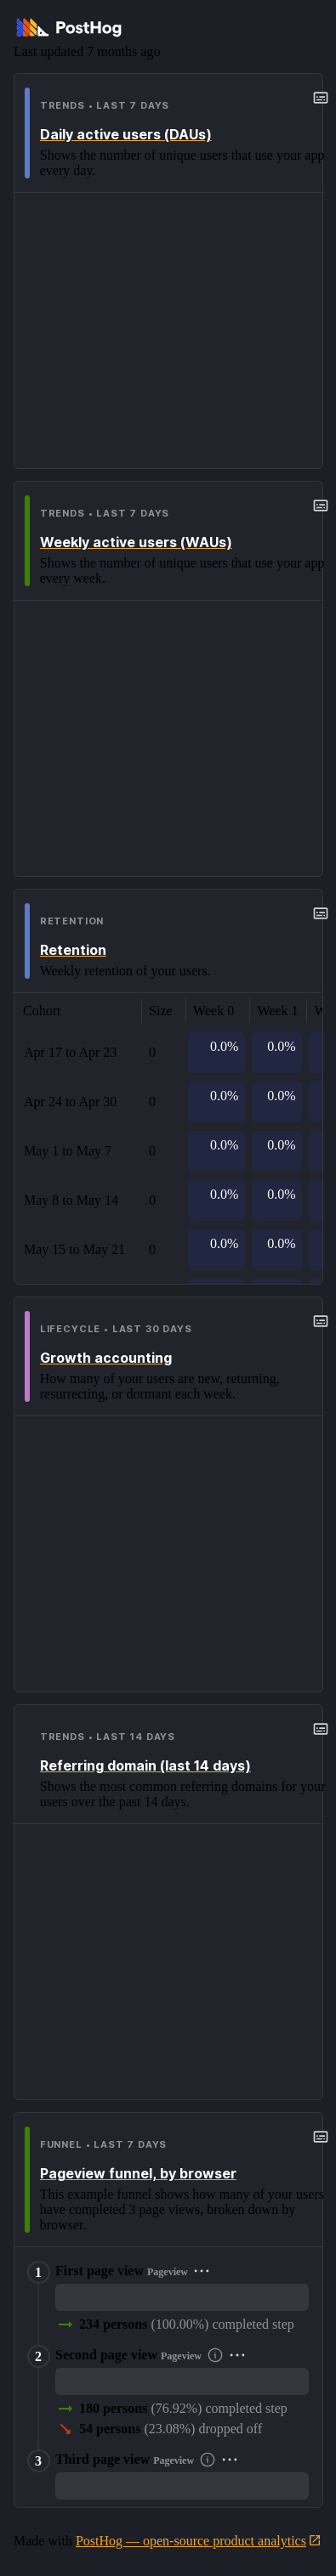 PostHog
Last updated 7 months ago
TRENDS • LAST 7 DAYS
Daily active users (DAUs)
Shows the number of unique users that use your app
every day.
TRENDS • LAST 7 DAYS
Weekly active users (WAUs)
Shows the number of unique users that use your app
every week.
RETENTION
Retention
Weekly retention of your users.
Cohort Size Week 0 Week 1 W
Apr 17 to Apr 23 0 0.0% 0.0%
Apr 24 to Apr 30 0 0.0% 0.0%
May 1 to May 7 0 0.0% 0.0%
May 8 to May 14 0 0.0% 0.0%
May 15 to May 21 0 0.0% 0.0%
LIFECYCLE • LAST 30 DAYS
Growth accounting
How many of your users are new, returning,
resurrecting, or dormant each week.
TRENDS • LAST 14 DAYS
Referring domain (last 14 days)
Shows the most common referring domains for your
users over the past 14 days.
FUNNEL • LAST 7 DAYS
Pageview funnel, by browser
This example funnel shows how many of your users
have completed 3 page views, broken down by
browser.
1 First page view Pageview
234 persons (100.00%) completed step
2 Second page view Pageview
180 persons (76.92%) completed step
54 persons (23.08%) dropped off
3 Third page view Pageview
Made with PostHog — open-source product analytics